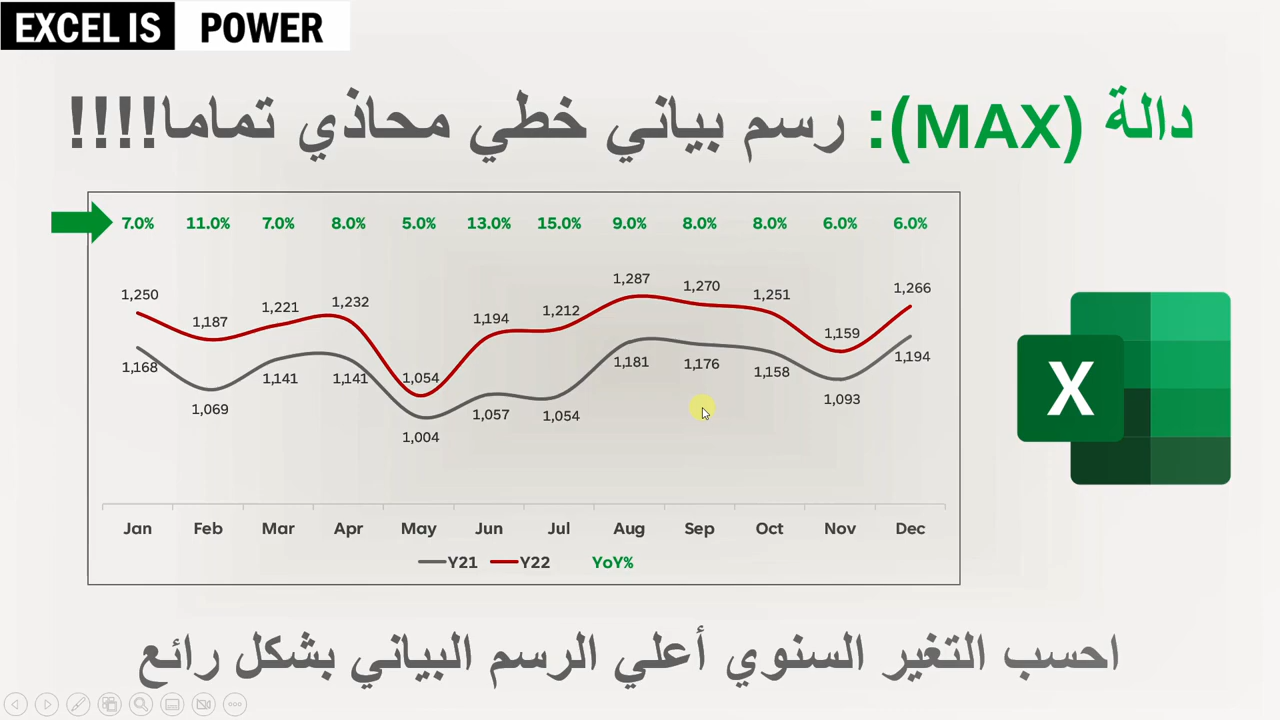 EXCEL IS POWER
دالة (MAX): رسم بياني خطي محاذي تماما!!!!
7.0% 11.0% 7.0% 8.0% 5.0% 13.0% 15.0% 9.0% 8.0% 8.0% 6.0% 6.0%
1,250 1,187 1,221 1,232 1,054 1,194 1,212 1,287 1,270 1,251 1,159 1,266
1,168 1,069 1,141 1,141 1,004 1,057 1,054 1,181 1,176 1,158 1,093 1,194
Jan Feb Mar Apr May Jun Jul Aug Sep Oct Nov Dec
Y21 Y22 YoY%
X
احسب التغير السنوي أعلي الرسم البياني بشكل رائع